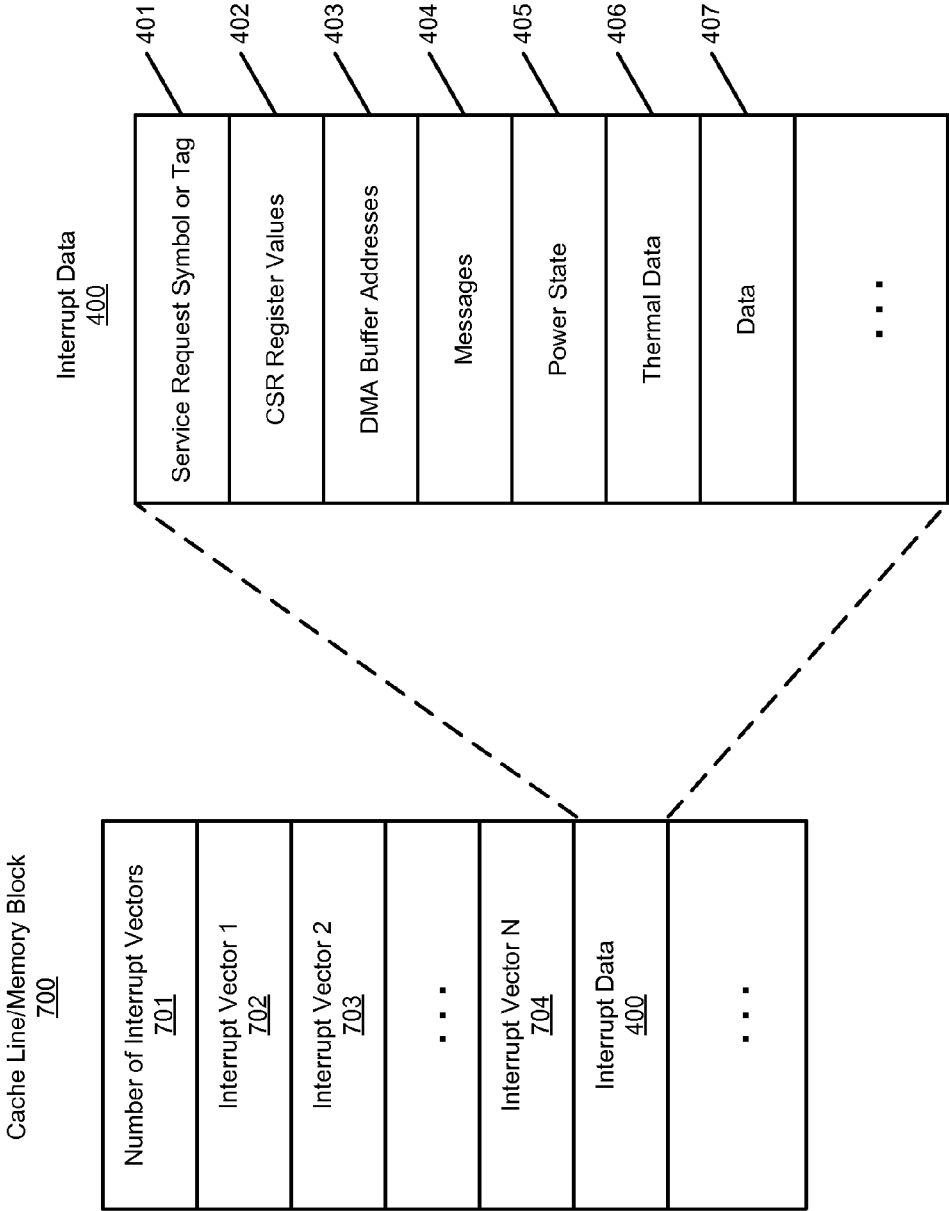 Cache Line/Memory Block
700
Number of Interrupt Vectors
701
Interrupt Vector 1
702
Interrupt Vector 2
703
. . .
Interrupt Vector N
704
Interrupt Data
400
. . .
Interrupt Data
400
Service Request Symbol or Tag
401
CSR Register Values
402
DMA Buffer Addresses
403
Messages
404
Power State
405
Thermal Data
406
Data
407
. . .